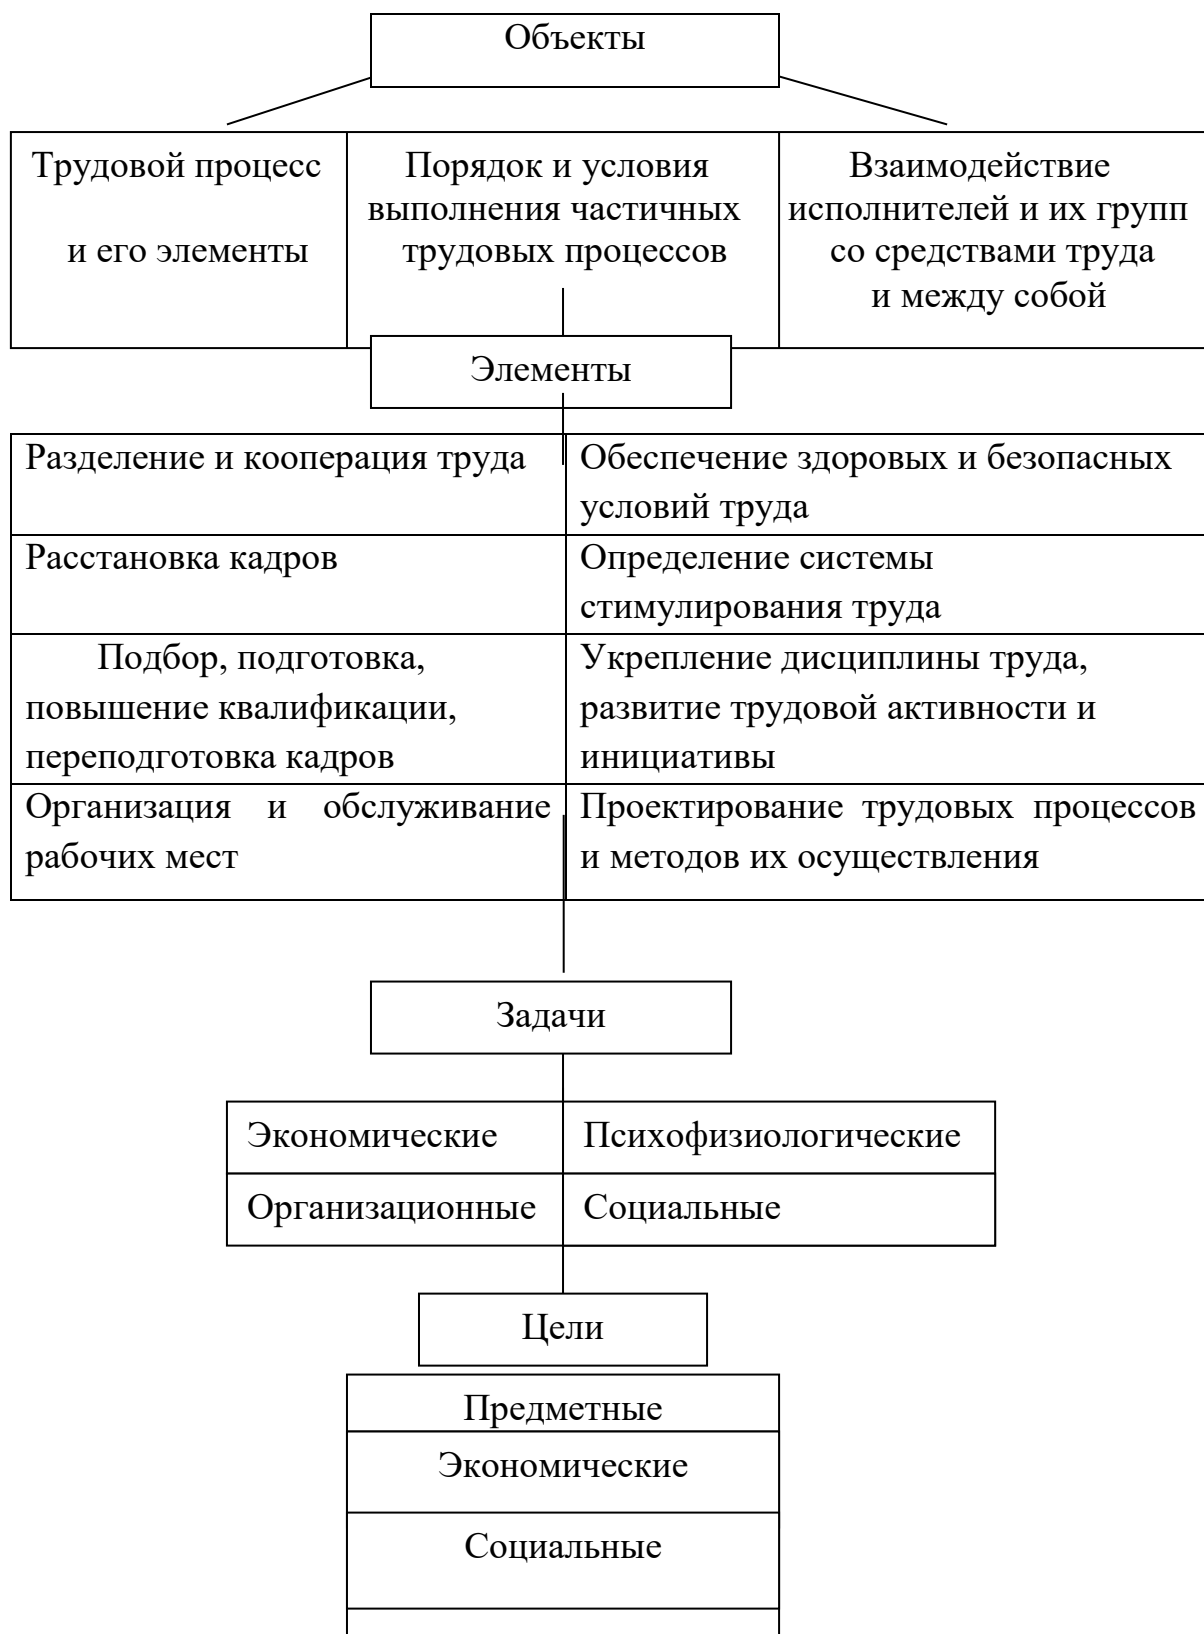 Объекты
Трудовой процесс
и его элементы
Порядок и условия
выполнения частичных
трудовых процессов
Взаимодействие
исполнителей и их групп
со средствами труда
и между собой
Элементы
Разделение и кооперация труда
Обеспечение здоровых и безопасных
условий труда
Расстановка кадров
Определение системы
стимулирования труда
Подбор, подготовка,
повышение квалификации,
переподготовка кадров
Укрепление дисциплины труда,
развитие трудовой активности и
инициативы
Организация и обслуживание
рабочих мест
Проектирование трудовых процессов
и методов их осуществления
Задачи
Экономические
Психофизиологические
Организационные
Социальные
Цели
Предметные
Экономические
Социальные